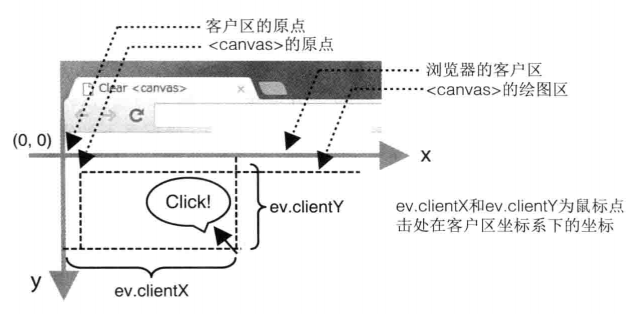 客户区的原点
<canvas>的原点
浏览器的客户区
<canvas>的绘图区
Clear <canvas>
×
(0, 0)
x
Click!
ev.clientY
ev.clientX和ev.clientY为鼠标点
击处在客户区坐标系下的坐标
y
ev.clientX